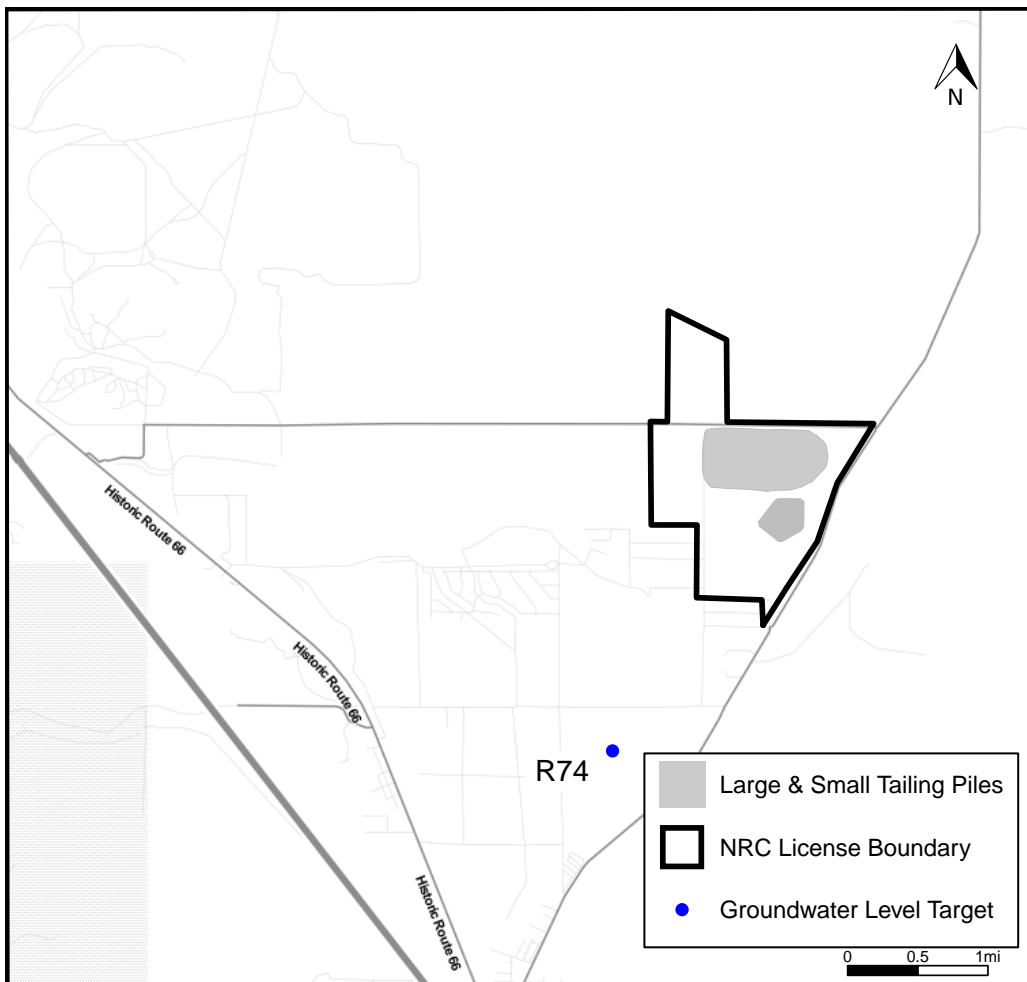 N
Historic Route 66
Historic Route 66
R74
Large & Small Tailing Piles
NRC License Boundary
Groundwater Level Target
Historic Route 66
0 0.5 1mi